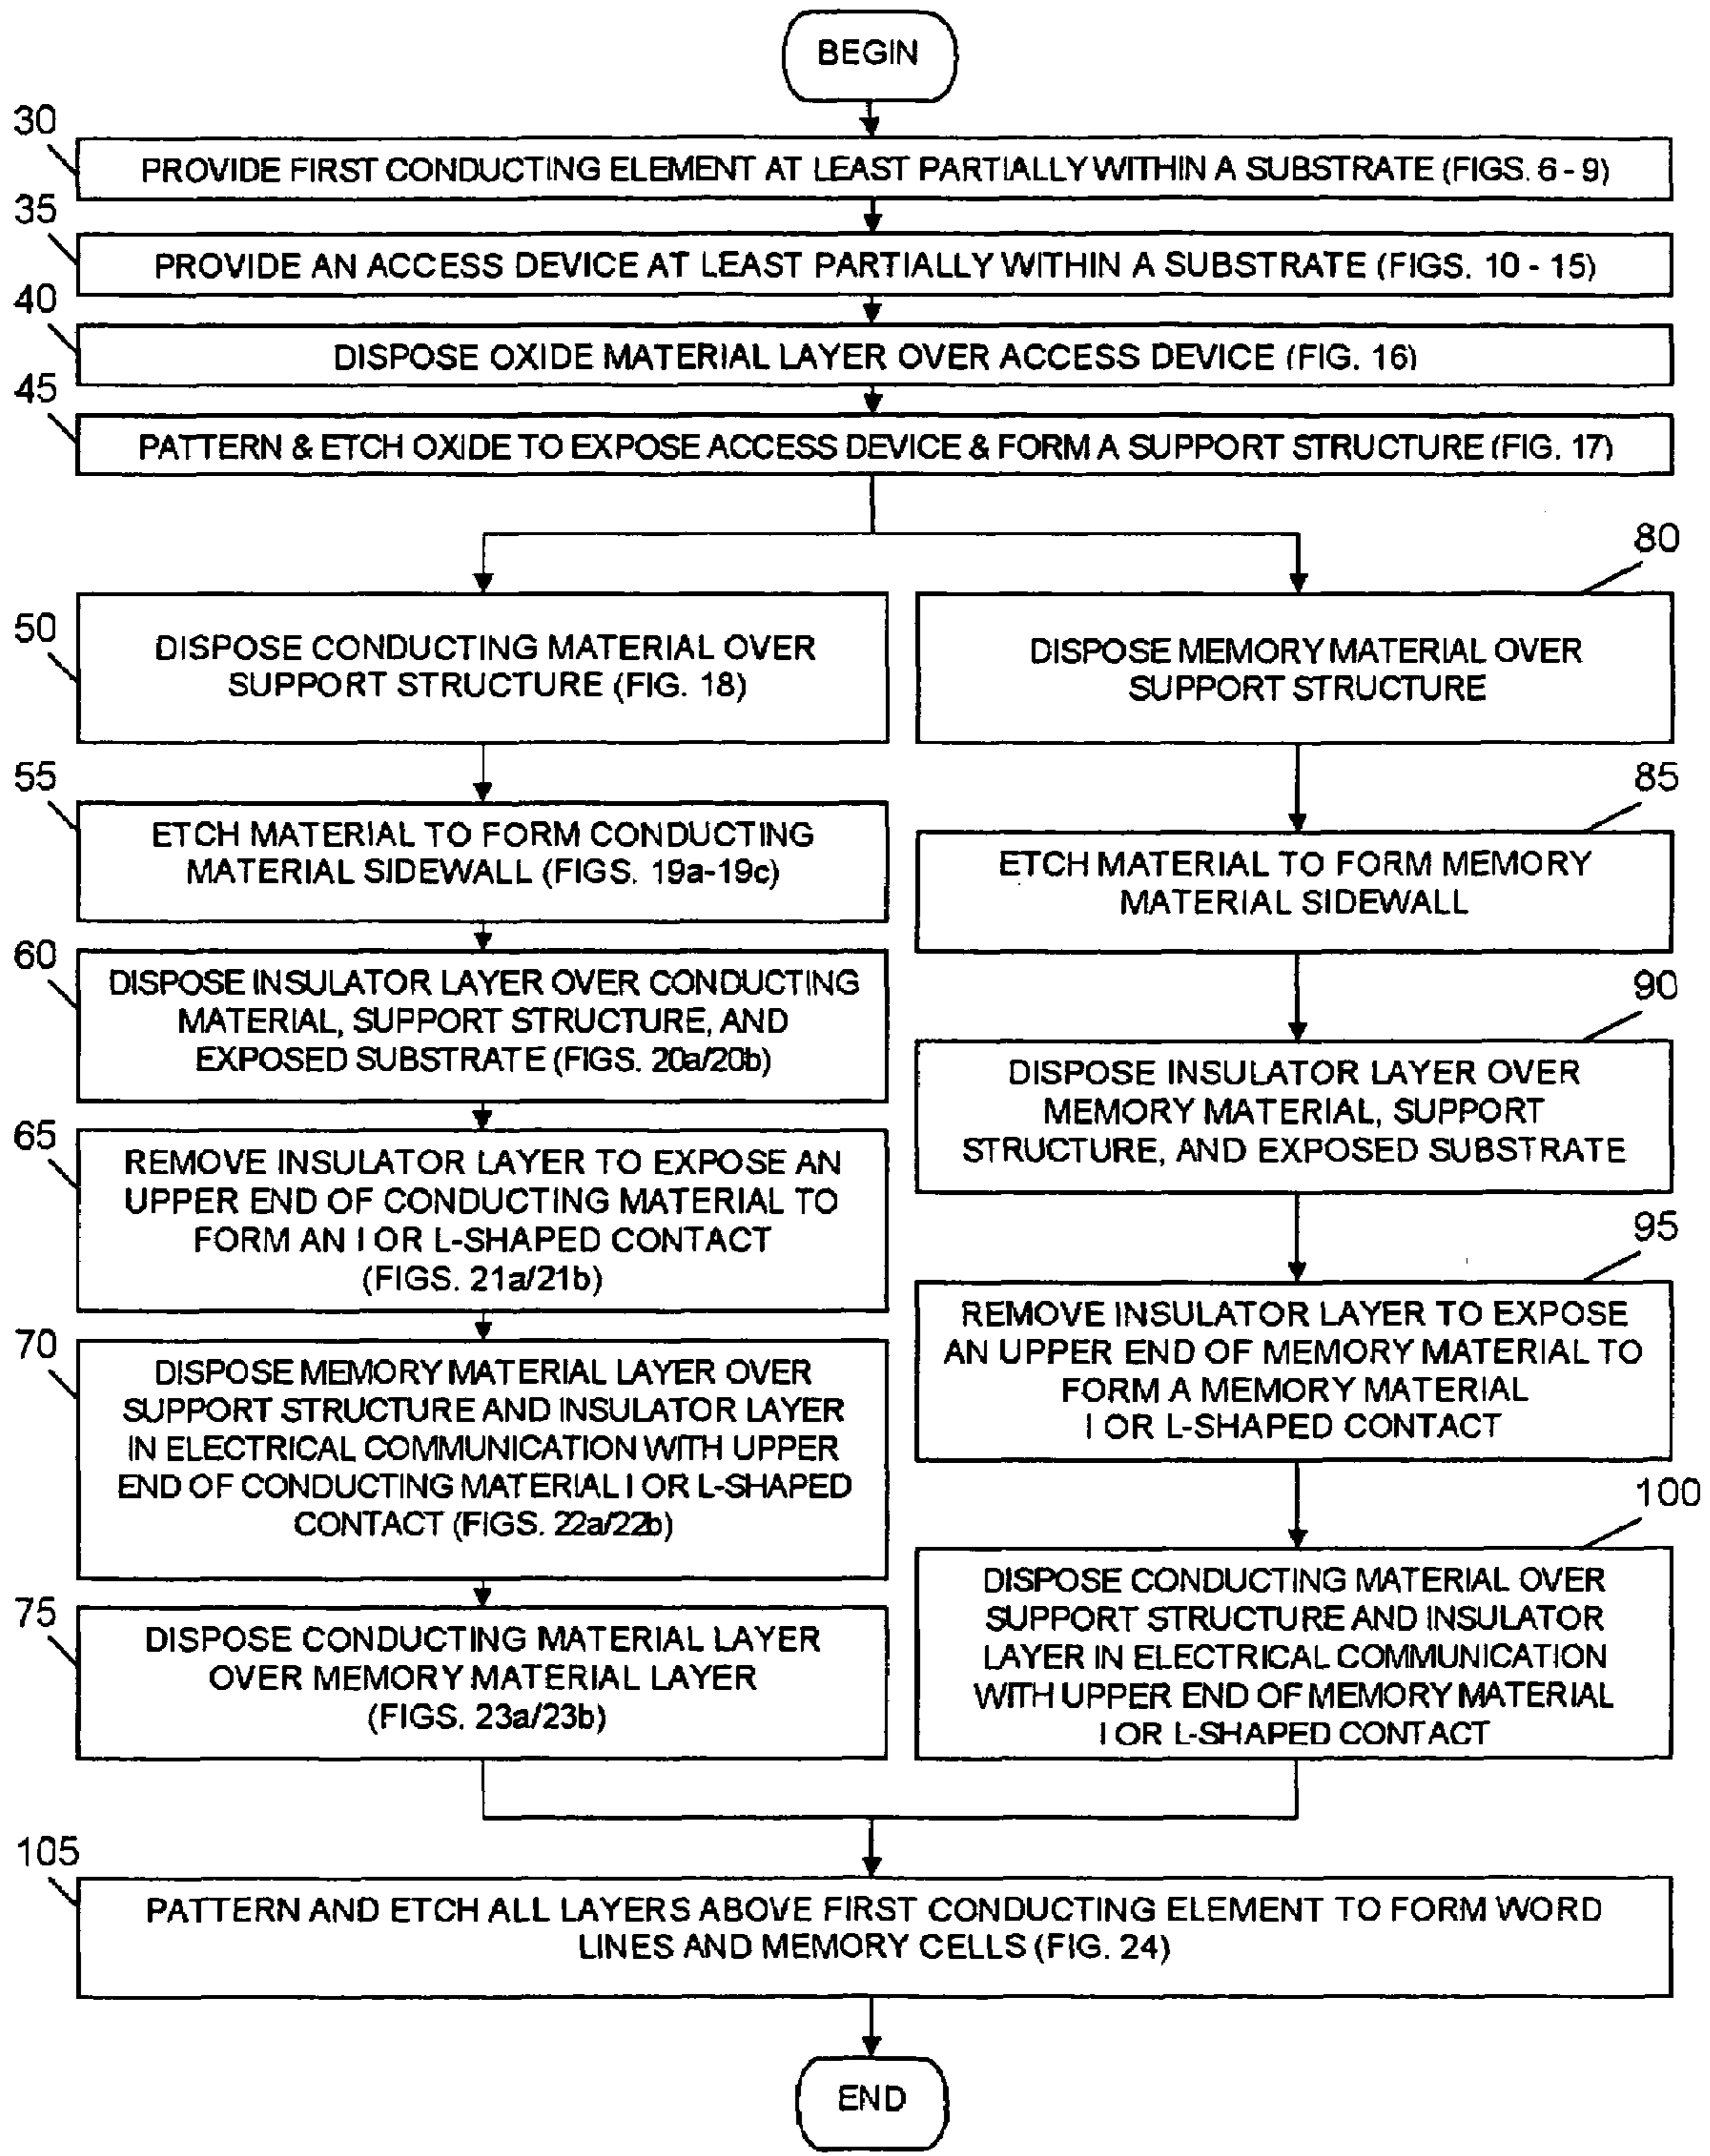 BEGIN
30
PROVIDE FIRST CONDUCTING ELEMENT AT LEAST PARTIALLY WITHIN A SUBSTRATE (FIGS. 6 - 9)
35
PROVIDE AN ACCESS DEVICE AT LEAST PARTIALLY WITHIN A SUBSTRATE (FIGS. 10 - 15)
40
DISPOSE OXIDE MATERIAL LAYER OVER ACCESS DEVICE (FIG. 16)
45
PATTERN & ETCH OXIDE TO EXPOSE ACCESS DEVICE & FORM A SUPPORT STRUCTURE (FIG. 17)
50
DISPOSE CONDUCTING MATERIAL OVER
SUPPORT STRUCTURE (FIG. 18)
55
ETCH MATERIAL TO FORM CONDUCTING
MATERIAL SIDEWALL (FIGS. 19a-19c)
60
DISPOSE INSULATOR LAYER OVER CONDUCTING
MATERIAL, SUPPORT STRUCTURE, AND
EXPOSED SUBSTRATE (FIGS. 20a/20b)
65
REMOVE INSULATOR LAYER TO EXPOSE AN
UPPER END OF CONDUCTING MATERIAL TO
FORM AN I OR L-SHAPED CONTACT
(FIGS. 21a/21b)
70
DISPOSE MEMORY MATERIAL LAYER OVER
SUPPORT STRUCTURE AND INSULATOR LAYER
IN ELECTRICAL COMMUNICATION WITH UPPER
END OF CONDUCTING MATERIAL I OR L-SHAPED
CONTACT (FIGS. 22a/22b)
75
DISPOSE CONDUCTING MATERIAL LAYER
OVER MEMORY MATERIAL LAYER
(FIGS. 23a/23b)
80
DISPOSE MEMORY MATERIAL OVER
SUPPORT STRUCTURE
85
ETCH MATERIAL TO FORM MEMORY
MATERIAL SIDEWALL
90
DISPOSE INSULATOR LAYER OVER
MEMORY MATERIAL, SUPPORT
STRUCTURE, AND EXPOSED SUBSTRATE
95
REMOVE INSULATOR LAYER TO EXPOSE
AN UPPER END OF MEMORY MATERIAL TO
FORM A MEMORY MATERIAL
I OR L-SHAPED CONTACT
100
DISPOSE CONDUCTING MATERIAL OVER
SUPPORT STRUCTURE AND INSULATOR
LAYER IN ELECTRICAL COMMUNICATION
WITH UPPER END OF MEMORY MATERIAL
I OR L-SHAPED CONTACT
105
PATTERN AND ETCH ALL LAYERS ABOVE FIRST CONDUCTING ELEMENT TO FORM WORD
LINES AND MEMORY CELLS (FIG. 24)
END